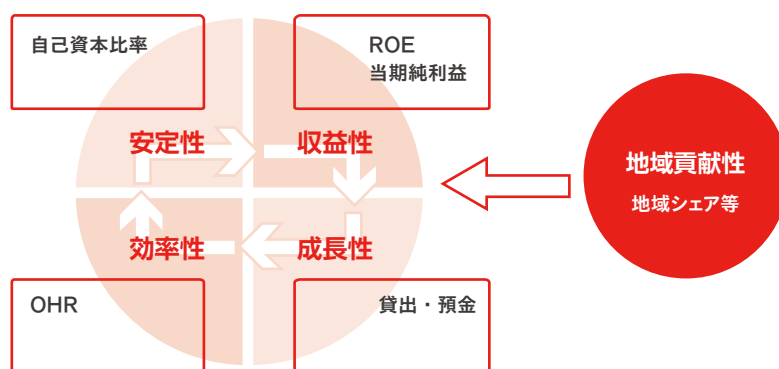 自己資本比率
ROE
当期純利益
安定性
収益性
効率性
成長性
OHR
貸出・預金
地域貢献性
地域シェア等